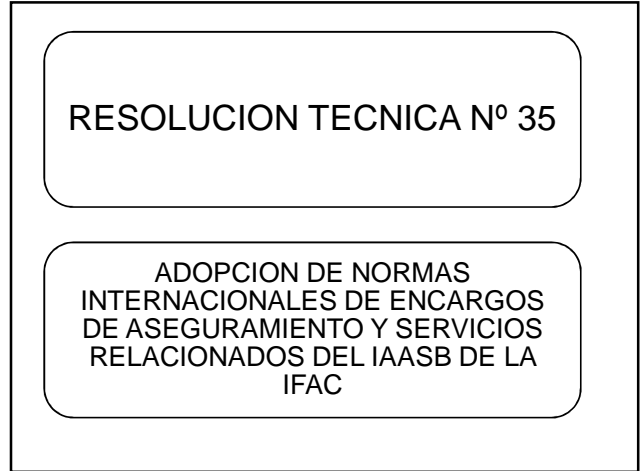 RESOLUCION TECNICA Nº 35
ADOPCION DE NORMAS
INTERNACIONALES DE ENCARGOS
DE ASEGURAMIENTO Y SERVICIOS
RELACIONADOS DEL IAASB DE LA
IFAC